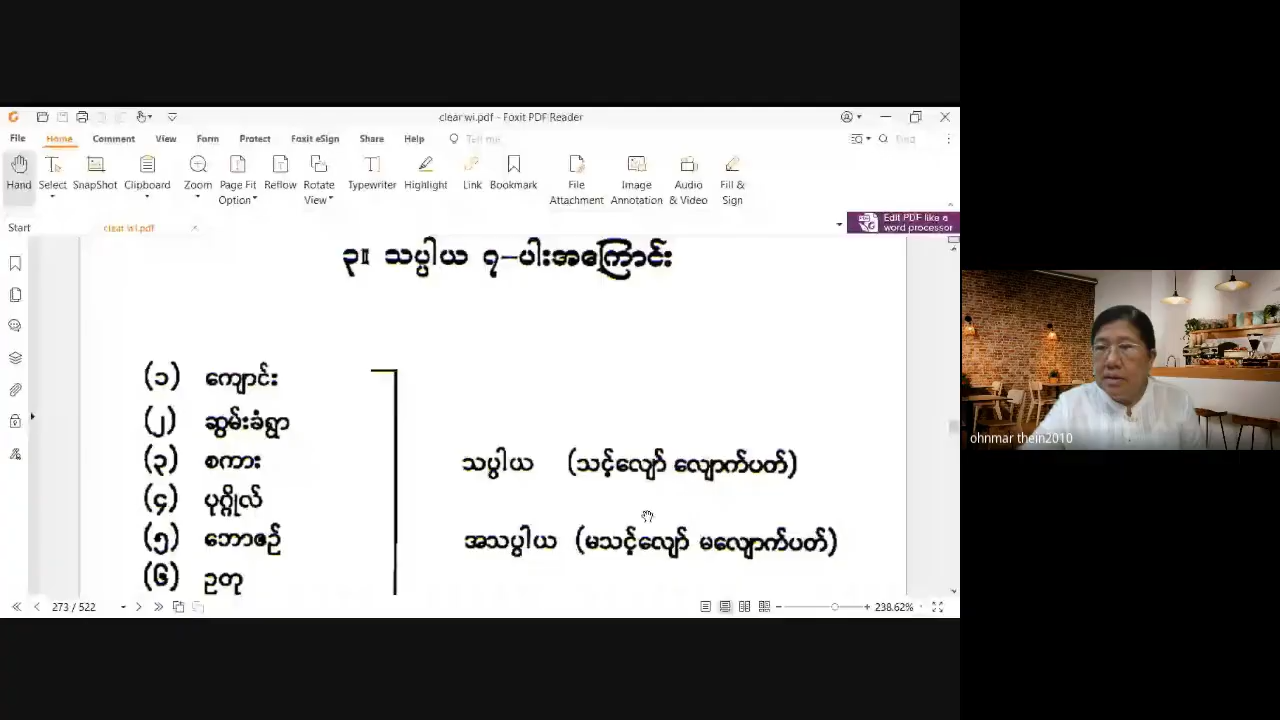 clear wi.pdf - Foxit PDF Reader
File Home Comment View Form Protect Foxit eSign Share Help Tell me Find
Hand Select SnapShot Clipboard Zoom Page Fit Option Reflow Rotate View Typewriter Highlight Link Bookmark File Attachment Image Annotation Audio & Video Fill & Sign
Start clear wi.pdf Edit PDF like a word processor
၃။ သပ္ပါယ ၇–ပါးအကြောင်း
(၁) ကျောင်း
(၂) ဆွမ်းခံရွာ
(၃) စကား
သပ္ပါယ (သင့်လျော် လျောက်ပတ်)
(၄) ပုဂ္ဂိုလ်
(၅) ဘောဇဉ်
အသပ္ပါယ (မသင့်လျော် မလျောက်ပတ်)
(၆) ဥတု
273 / 522 238.62%
ohnmar thein2010